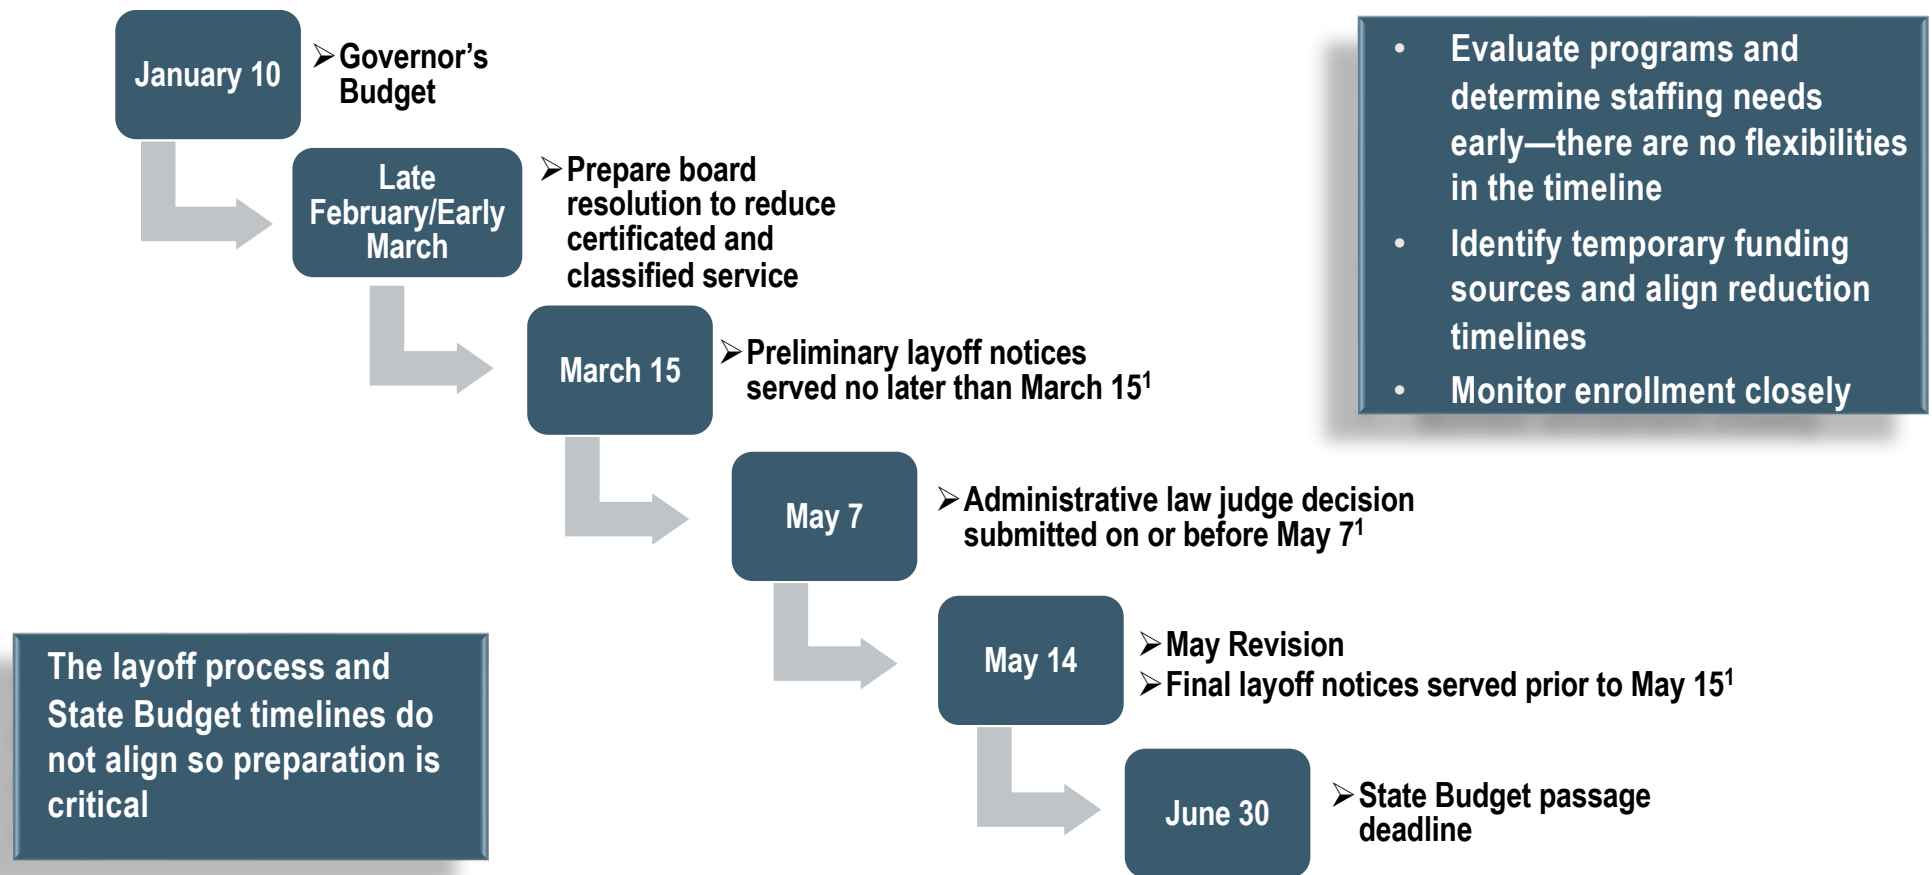 January 10
➢Governor’s
Budget
Late
February/Early
March
➢Prepare board
resolution to reduce
certificated and
classified service
March 15
➢Preliminary layoff notices
served no later than March 15¹
May 7
➢Administrative law judge decision
submitted on or before May 7¹
May 14
➢May Revision
➢Final layoff notices served prior to May 15¹
June 30
➢State Budget passage
deadline
• Evaluate programs and
determine staffing needs
early—there are no flexibilities
in the timeline
• Identify temporary funding
sources and align reduction
timelines
• Monitor enrollment closely
The layoff process and
State Budget timelines do
not align so preparation is
critical